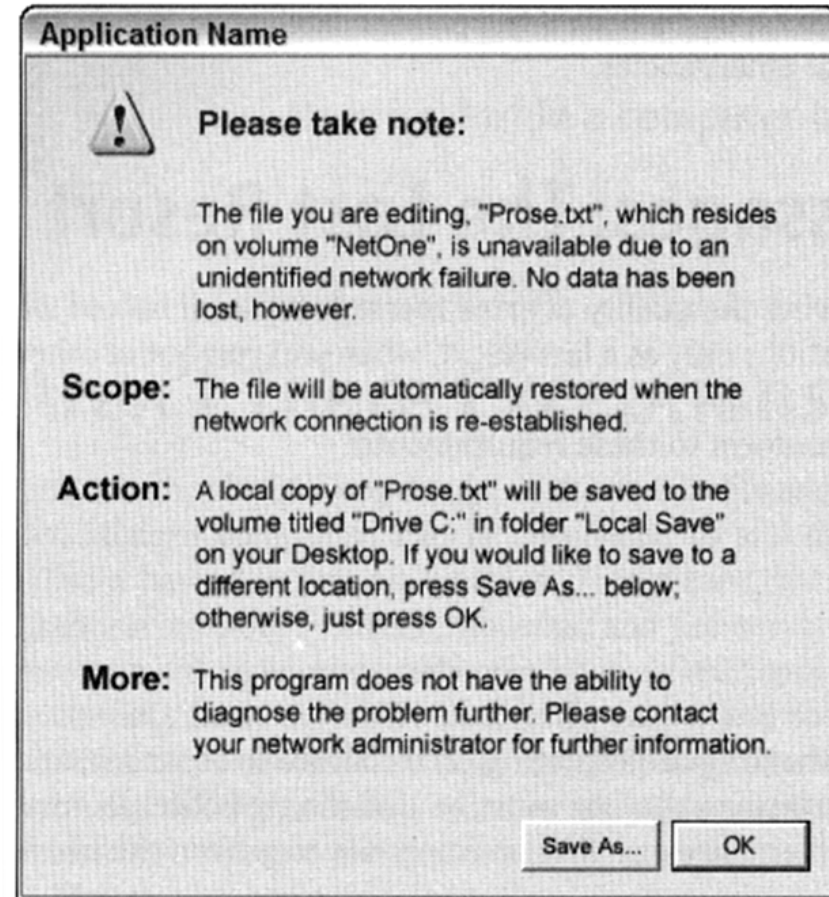 Application Name
Please take note:
The file you are editing, "Prose.txt", which resides
on volume "NetOne", is unavailable due to an
unidentified network failure. No data has been
lost, however.
Scope: The file will be automatically restored when the
network connection is re-established.
Action: A local copy of "Prose.txt" will be saved to the
volume titled "Drive C:" in folder "Local Save"
on your Desktop. If you would like to save to a
different location, press Save As... below;
otherwise, just press OK.
More: This program does not have the ability to
diagnose the problem further. Please contact
your network administrator for further information.
Save As... OK